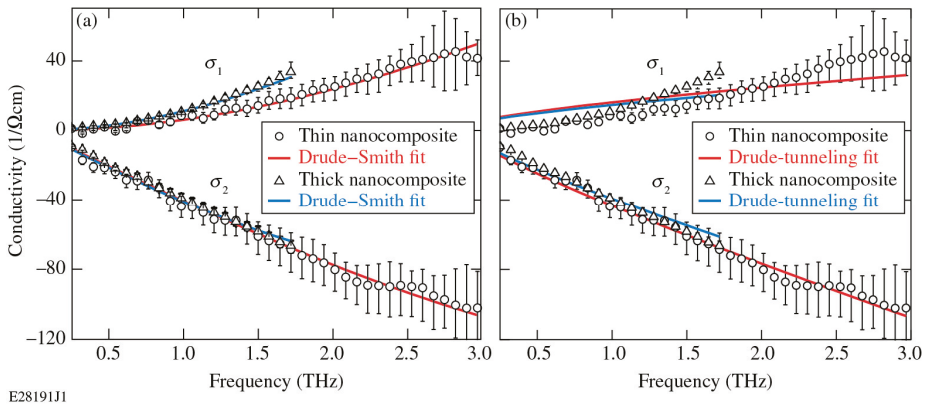 (a)
(b)
Conductivity (1/Ωcm)
40
0
−40
−80
−120
σ1
σ2
Thin nanocomposite
Drude–Smith fit
Thick nanocomposite
Drude–Smith fit
0.5 1.0 1.5 2.0 2.5 3.0
Frequency (THz)
σ1
σ2
Thin nanocomposite
Drude-tunneling fit
Thick nanocomposite
Drude-tunneling fit
0.5 1.0 1.5 2.0 2.5 3.0
Frequency (THz)
E28191J1